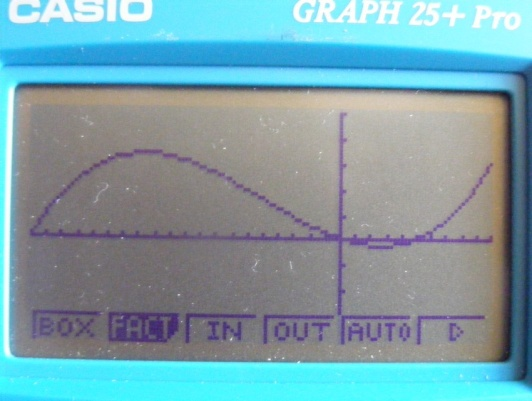 CASIO GRAPH 25+ Pro
BOX FACT IN OUT AUTO D